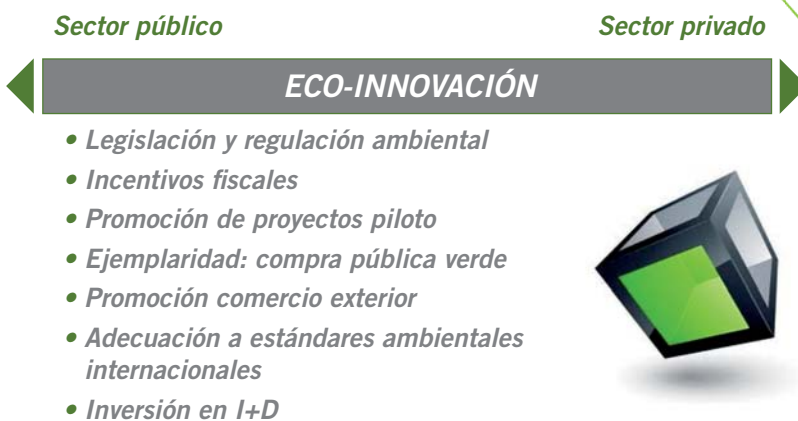 Sector público
Sector privado
ECO-INNOVACIÓN
• Legislación y regulación ambiental
• Incentivos fiscales
• Promoción de proyectos piloto
• Ejemplaridad: compra pública verde
• Promoción comercio exterior
• Adecuación a estándares ambientales
internacionales
• Inversión en I+D